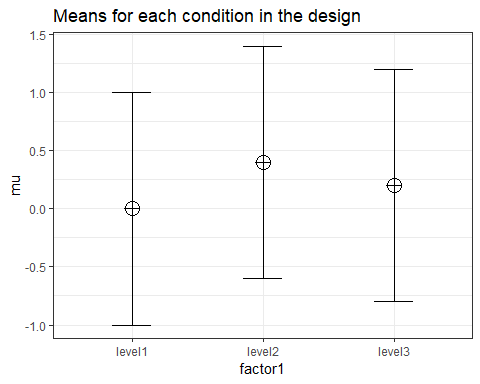 Means for each condition in the design
1.5
1.0
0.5
0.0
-0.5
-1.0
mu
level1 level2 level3
factor1